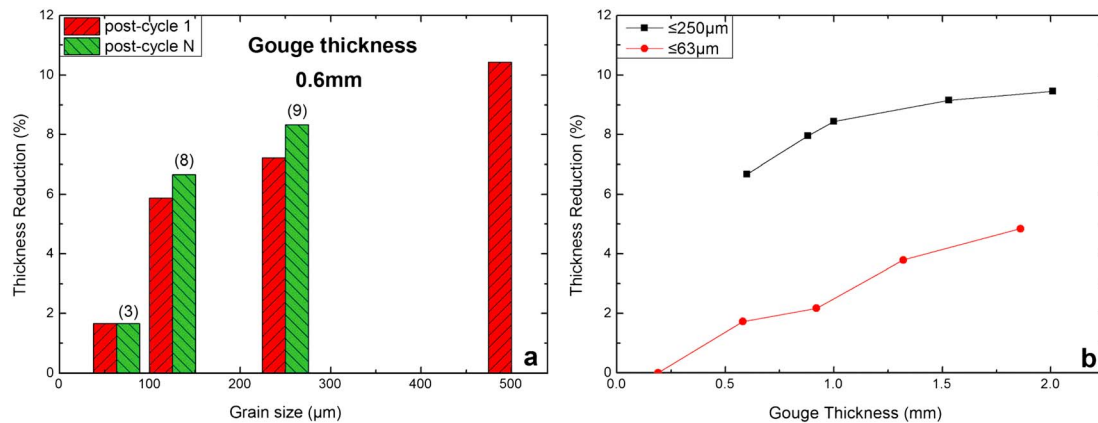 post-cycle 1
post-cycle N
Gouge thickness
0.6mm
(3)
(8)
(9)
12
10
8
6
4
2
0
Thickness Reduction (%)
0 100 200 300 400 500
Grain size (µm)
a
≤250µm
≤63µm
12
10
8
6
4
2
0
Thickness Reduction (%)
0.0 0.5 1.0 1.5 2.0
Gouge Thickness (mm)
b